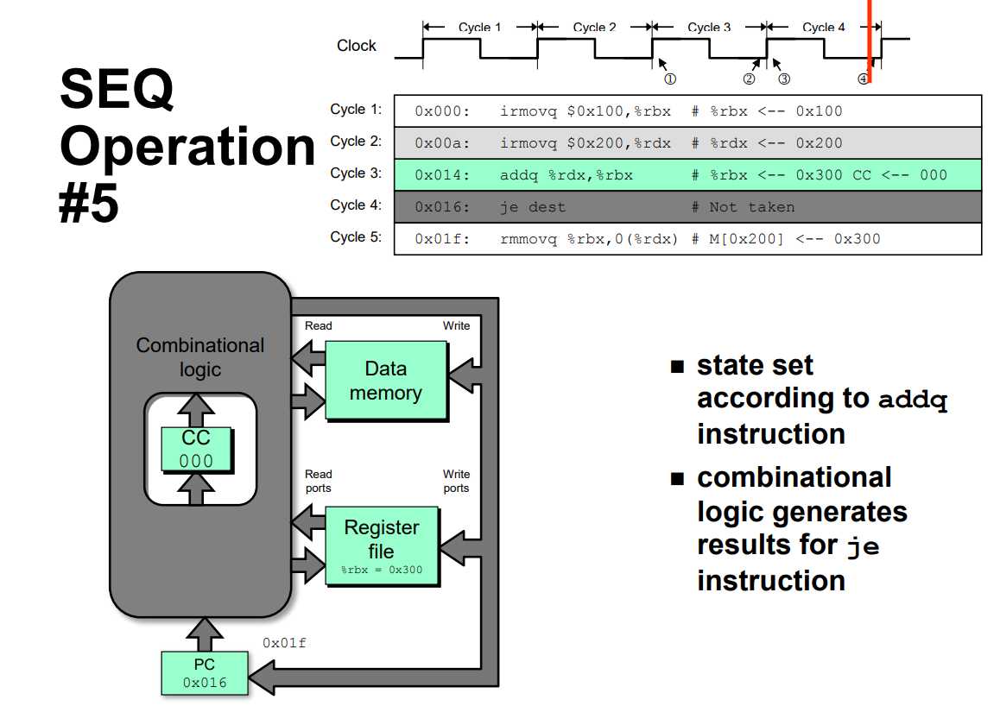 SEQ
Operation
#5
Clock
Cycle 1 Cycle 2 Cycle 3 Cycle 4
① ② ③ ④
Cycle 1: 0x000: irmovq $0x100,%rbx # %rbx <-- 0x100
Cycle 2: 0x00a: irmovq $0x200,%rdx # %rdx <-- 0x200
Cycle 3: 0x014: addq %rdx,%rbx # %rbx <-- 0x300 CC <-- 000
Cycle 4: 0x016: je dest # Not taken
Cycle 5: 0x01f: rmmovq %rbx,0(%rdx) # M[0x200] <-- 0x300
Combinational
logic
CC
000
Read Write
Data
memory
Read Write
ports ports
Register
file
%rbx = 0x300
0x01f
PC
0x016
■ state set
according to addq
instruction
■ combinational
logic generates
results for je
instruction